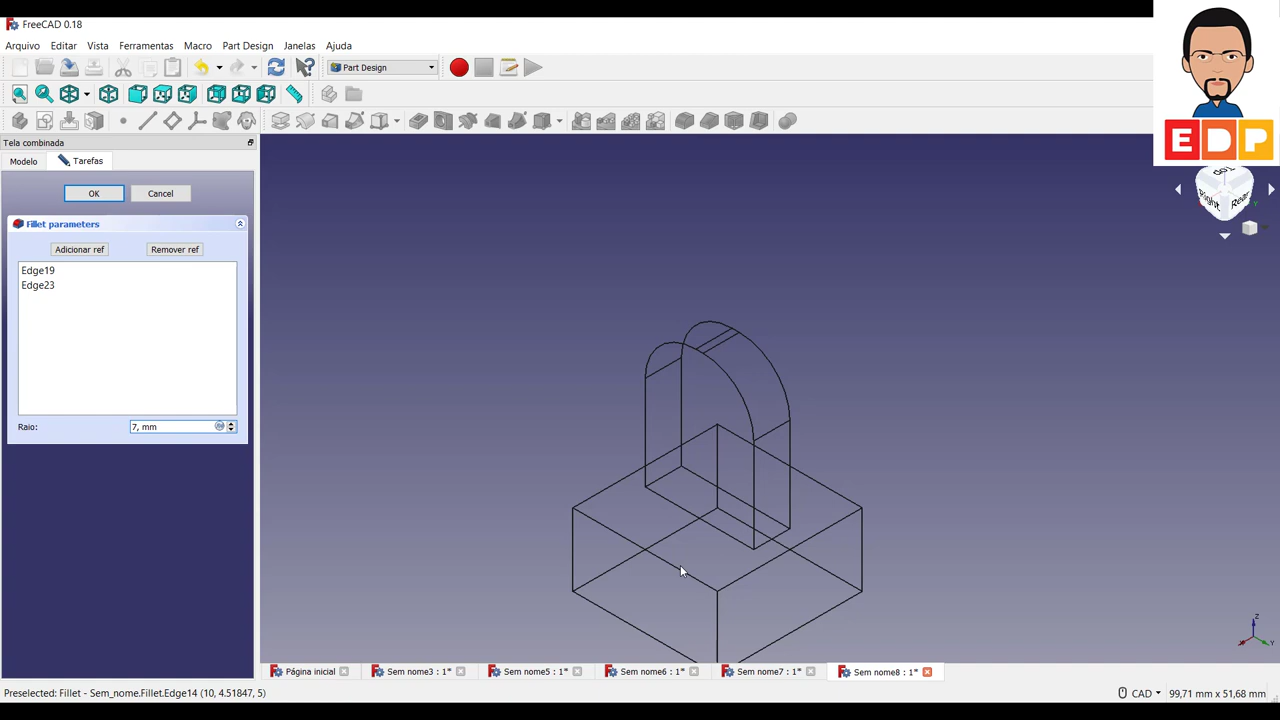 FreeCAD 0.18
Arquivo Editar Vista Ferramentas Macro Part Design Janelas Ajuda
Part Design
Tela combinada
Modelo Tarefas
OK Cancel
EDP
Right Rear
Fillet parameters
Adicionar ref Remover ref
Edge19
Edge23
Raio: 7, mm
Z
X Y
Página inicial Sem nome3 : 1* Sem nome5 : 1* Sem nome6 : 1* Sem nome7 : 1* Sem nome8 : 1*
Preselected: Fillet - Sem_nome.Fillet.Edge14 (10, 4.51847, 5) CAD 99,71 mm x 51,68 mm